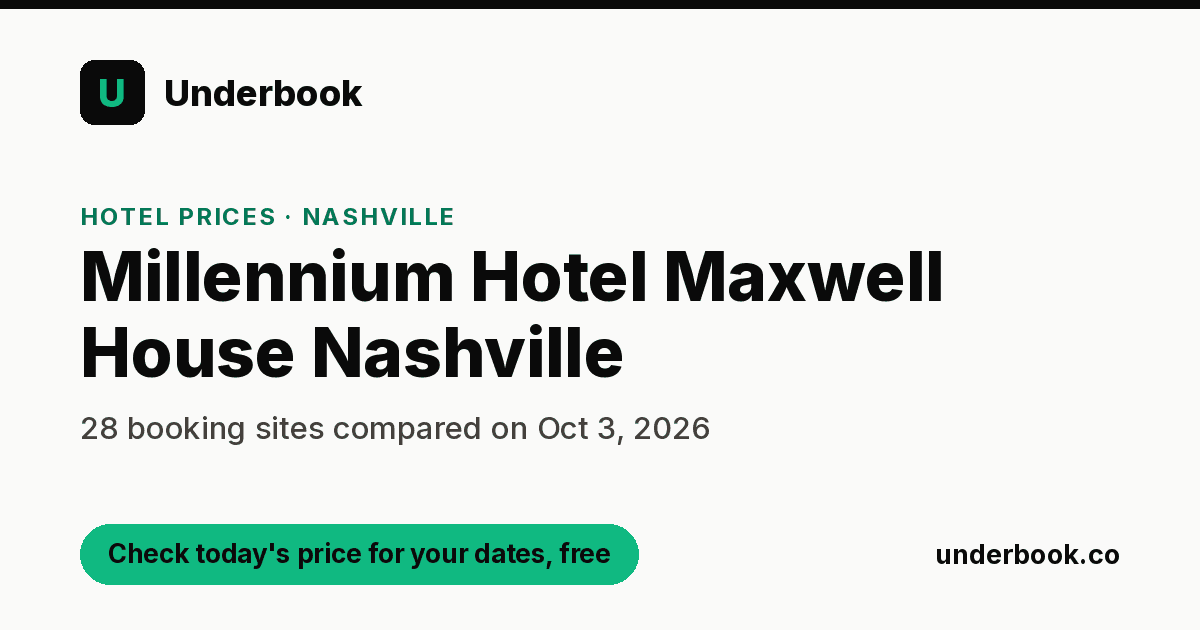 U Underbook
HOTEL PRICES · NASHVILLE
Millennium Hotel Maxwell
House Nashville
28 booking sites compared on Oct 3, 2026
Check today's price for your dates, free
underbook.co